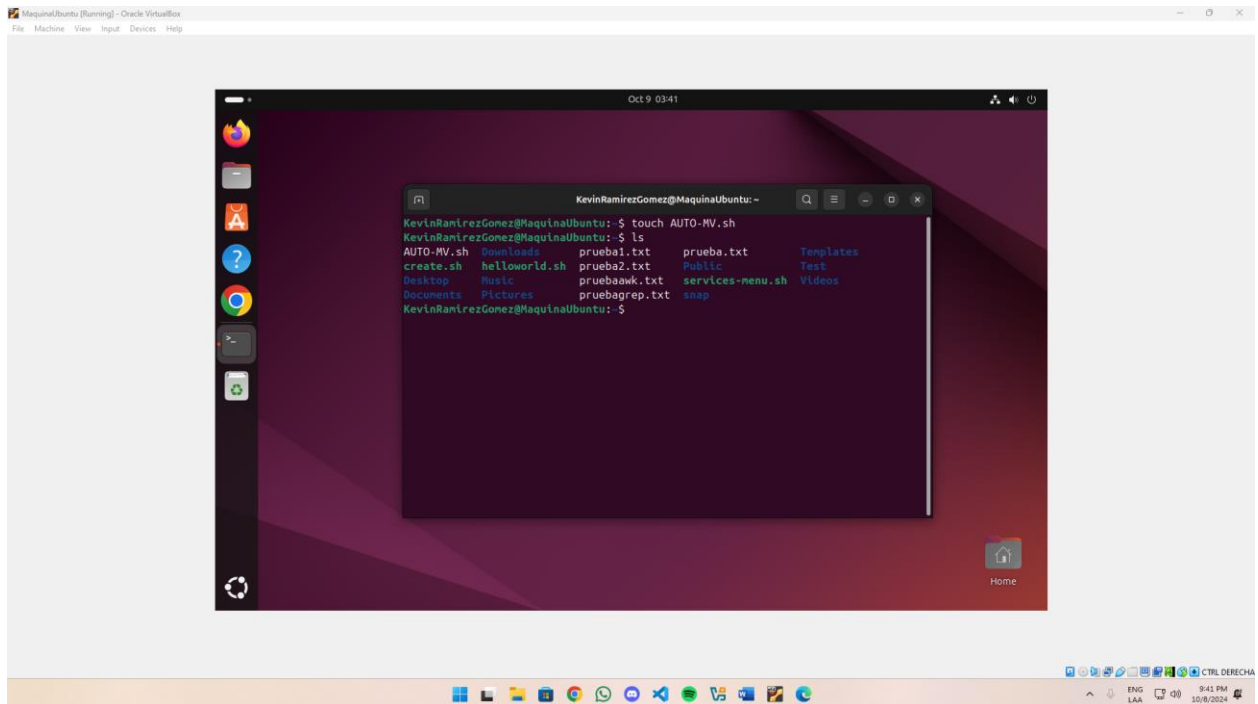 MaquinaUbuntu [Running] - Oracle VirtualBox
File Machine View Input Devices Help
Oct 9 03:41
KevinRamirezGomez@MaquinaUbuntu: ~
KevinRamirezGomez@MaquinaUbuntu:~$ touch AUTO-MV.sh
KevinRamirezGomez@MaquinaUbuntu:~$ ls
AUTO-MV.sh Downloads prueba1.txt prueba.txt Templates
create.sh helloworld.sh prueba2.txt Public Test
Desktop Music pruebaawk.txt services-menu.sh Videos
Documents Pictures pruebagrep.txt snap
KevinRamirezGomez@MaquinaUbuntu:~$
Home
CTRL DERECHA
ENG
LAA
9:41 PM
10/8/2024